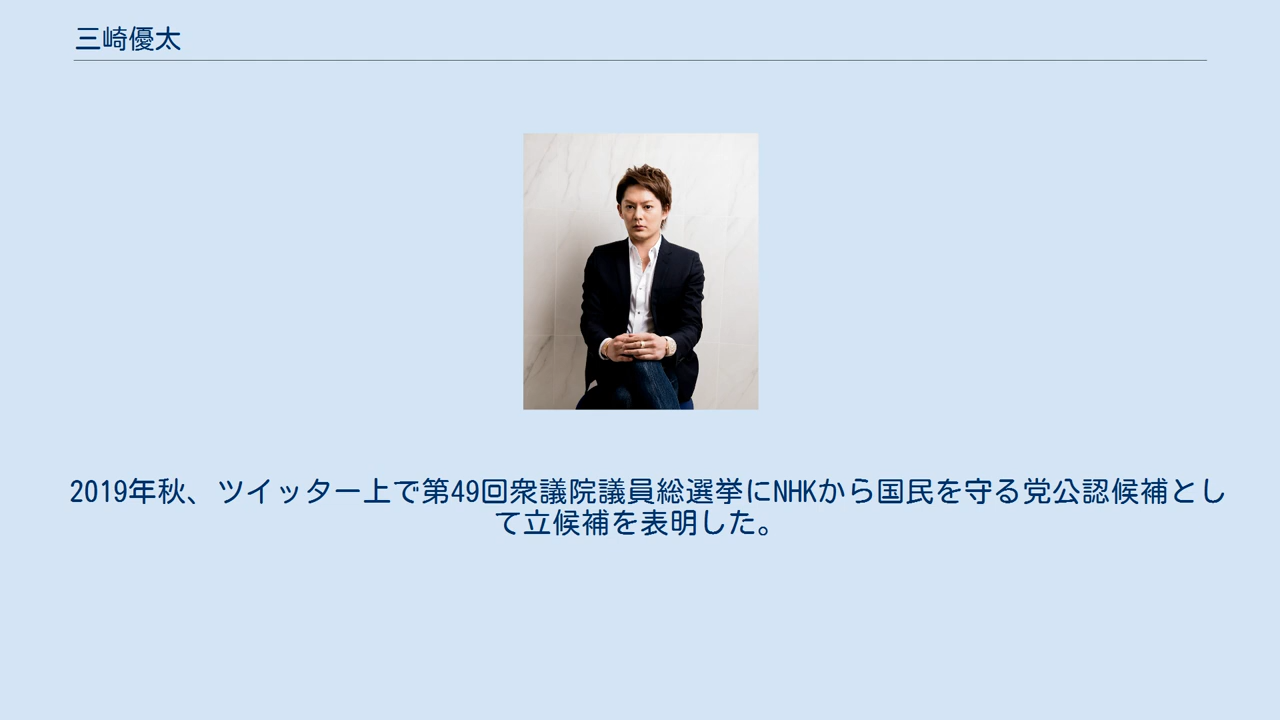 三崎優太
2019年秋、ツイッター上で第49回衆議院議員総選挙にNHKから国民を守る党公認候補とし
て立候補を表明した。